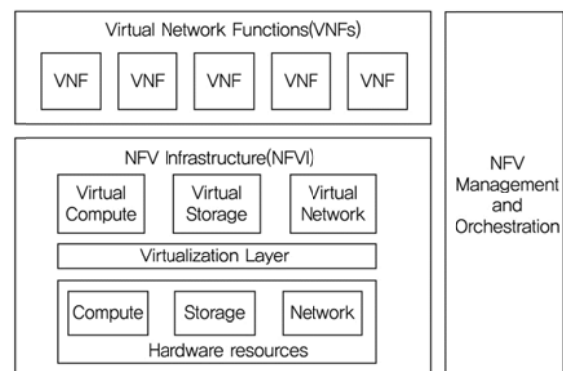 Virtual Network Functions(VNFs)
VNF VNF VNF VNF VNF
NFV Infrastructure(NFVI)
Virtual Compute
Virtual Storage
Virtual Network
Virtualization Layer
Compute Storage Network
Hardware resources
NFV
Management
and
Orchestration